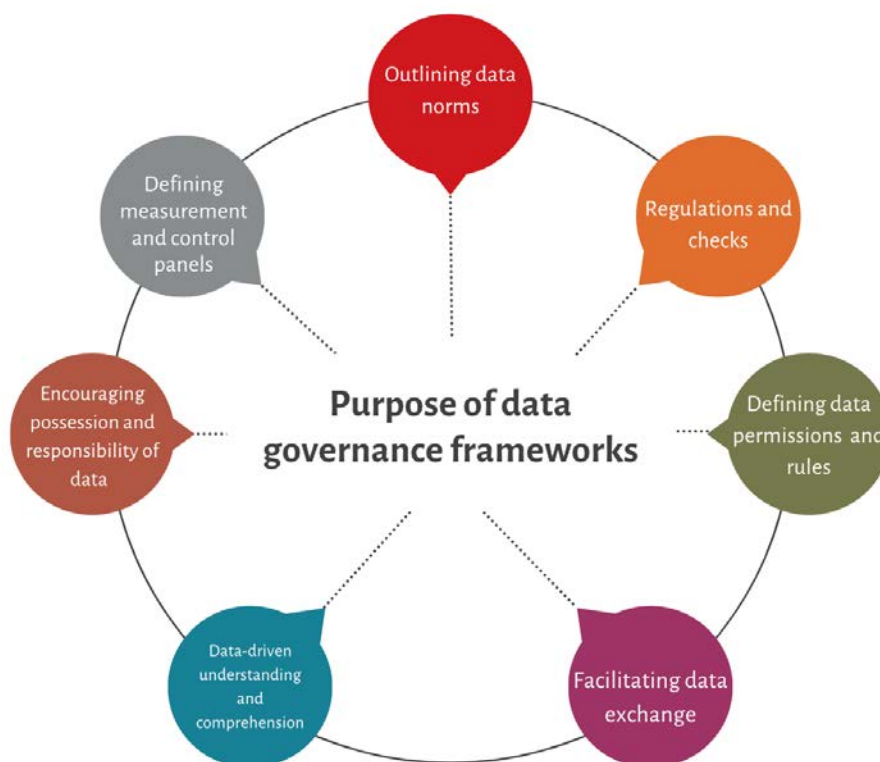 Outlining data
norms
Regulations and
checks
Defining data
permissions and
rules
Facilitating data
exchange
Data-driven
understanding
and
comprehension
Encouraging
possession and
responsibility of
data
Defining
measurement
and control
panels
Purpose of data
governance frameworks